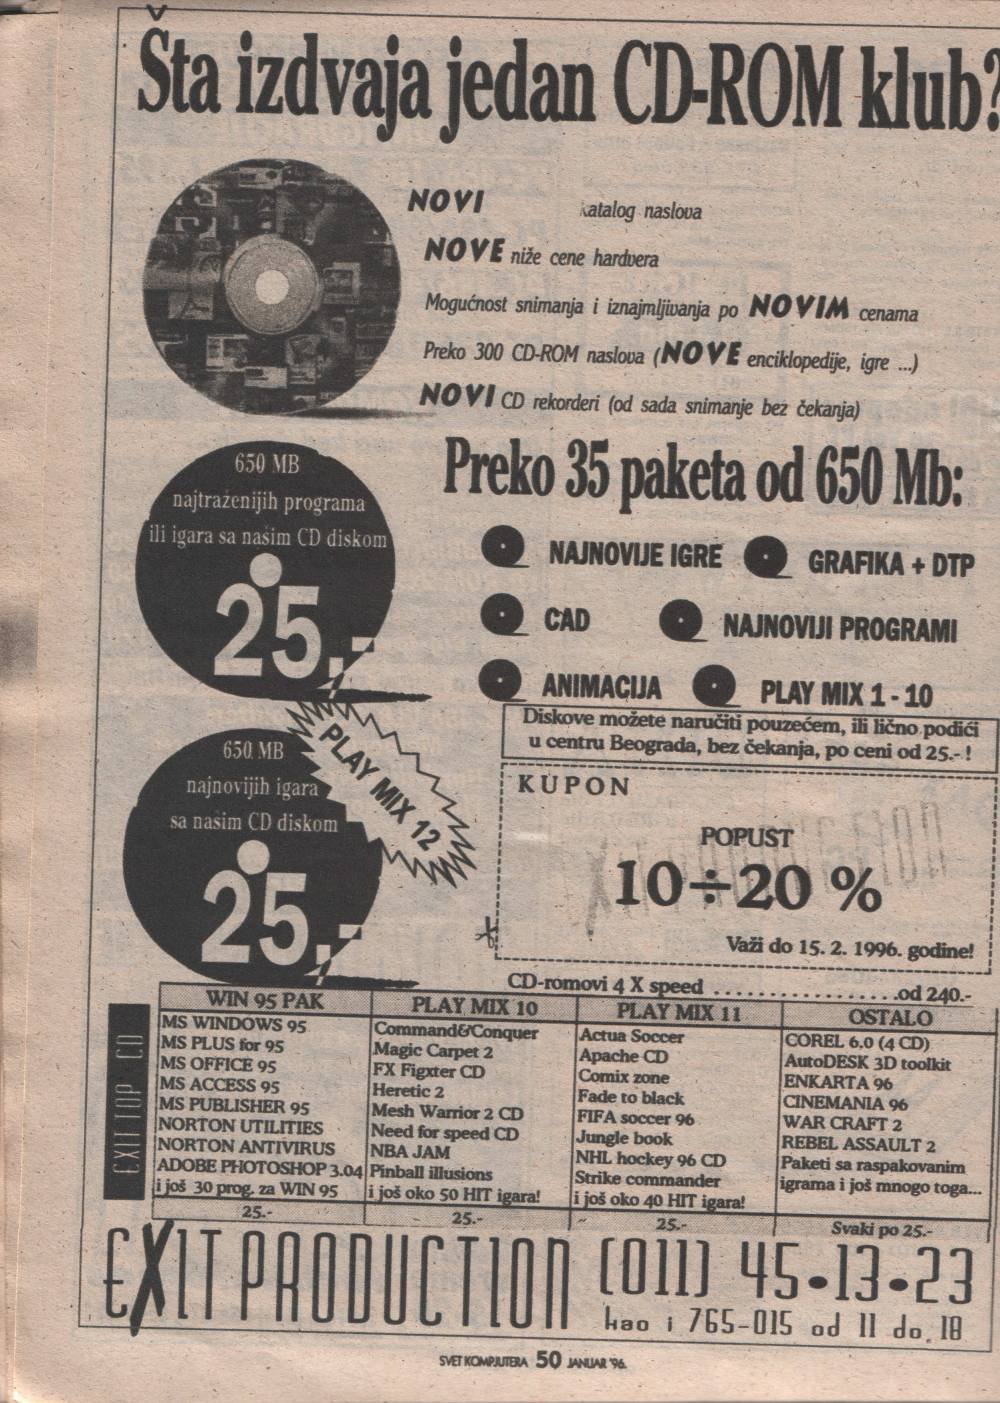 Šta izdvaja jedan CD-ROM klub?
NOVI katalog naslova
NOVE niže cene hardvera
Mogućnost snimanja i iznajmljivanja po NOVIM cenama
Preko 300 CD-ROM naslova (NOVE enciklopedije, igre ...)
NOVI CD rekorderi (od sada snimanje bez čekanja)
650 MB
najtraženijih programa
ili igara sa našim CD diskom
25.-
Preko 35 paketa od 650 Mb:
NAJNOVIJE IGRE
GRAFIKA + DTP
CAD
NAJNOVIJI PROGRAMI
ANIMACIJA
PLAY MIX 1 - 10
PLAY MIX 12
650 MB
najnovijih igara
sa našim CD diskom
25.-
Diskove možete naručiti pouzećem, ili lično podići
u centru Beograda, bez čekanja, po ceni od 25.- !
KUPON
POPUST
10÷20 %
Važi do 15. 2. 1996. godine!
CD-romovi 4 X speed ..................od 240.-
EXIT TOP CD
WIN 95 PAK
MS WINDOWS 95
MS PLUS for 95
MS OFFICE 95
MS ACCESS 95
MS PUBLISHER 95
NORTON UTILITIES
NORTON ANTIVIRUS
ADOBE PHOTOSHOP 3.04
i još 30 prog. za WIN 95
25.-
PLAY MIX 10
Command&Conquer
Magic Carpet 2
FX Figxter CD
Heretic 2
Mesh Warrior 2 CD
Need for speed CD
NBA JAM
Pinball illusions
i još oko 50 HIT igara!
25.-
PLAY MIX 11
Actua Soccer
Apache CD
Comix zone
Fade to black
FIFA soccer 96
Jungle book
NHL hockey 96 CD
Strike commander
i još oko 40 HIT igara!
25.-
OSTALO
COREL 6.0 (4 CD)
AutoDESK 3D toolkit
ENKARTA 96
CINEMANIA 96
WAR CRAFT 2
REBEL ASSAULT 2
Paketi sa raspakovanim
igrama i još mnogo toga...
Svaki po 25.-
EXIT PRODUCTION (011) 45•13•23
kao i 765-015 od 11 do 18
SVET KOMPJUTERA 50 JANUAR '96.